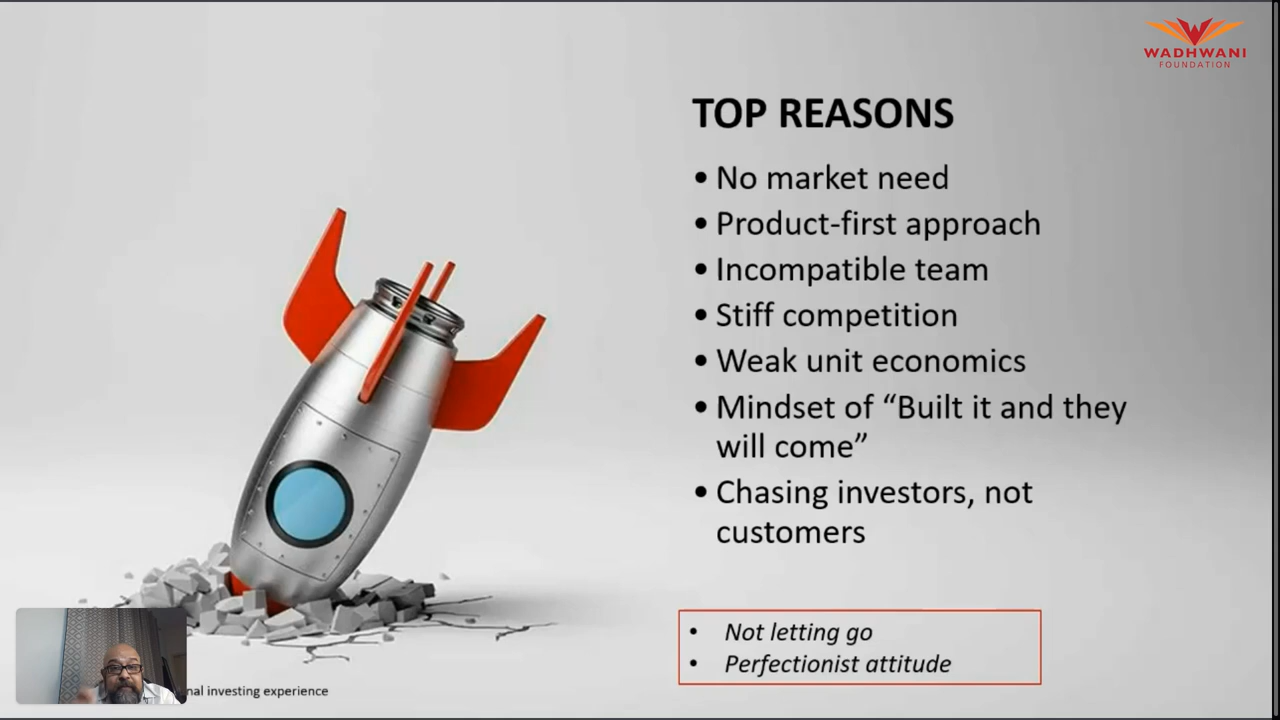 WADHWANI
FOUNDATION
TOP REASONS
• No market need
• Product-first approach
• Incompatible team
• Stiff competition
• Weak unit economics
• Mindset of “Built it and they
will come”
• Chasing investors, not
customers
• Not letting go
• Perfectionist attitude
investing experience